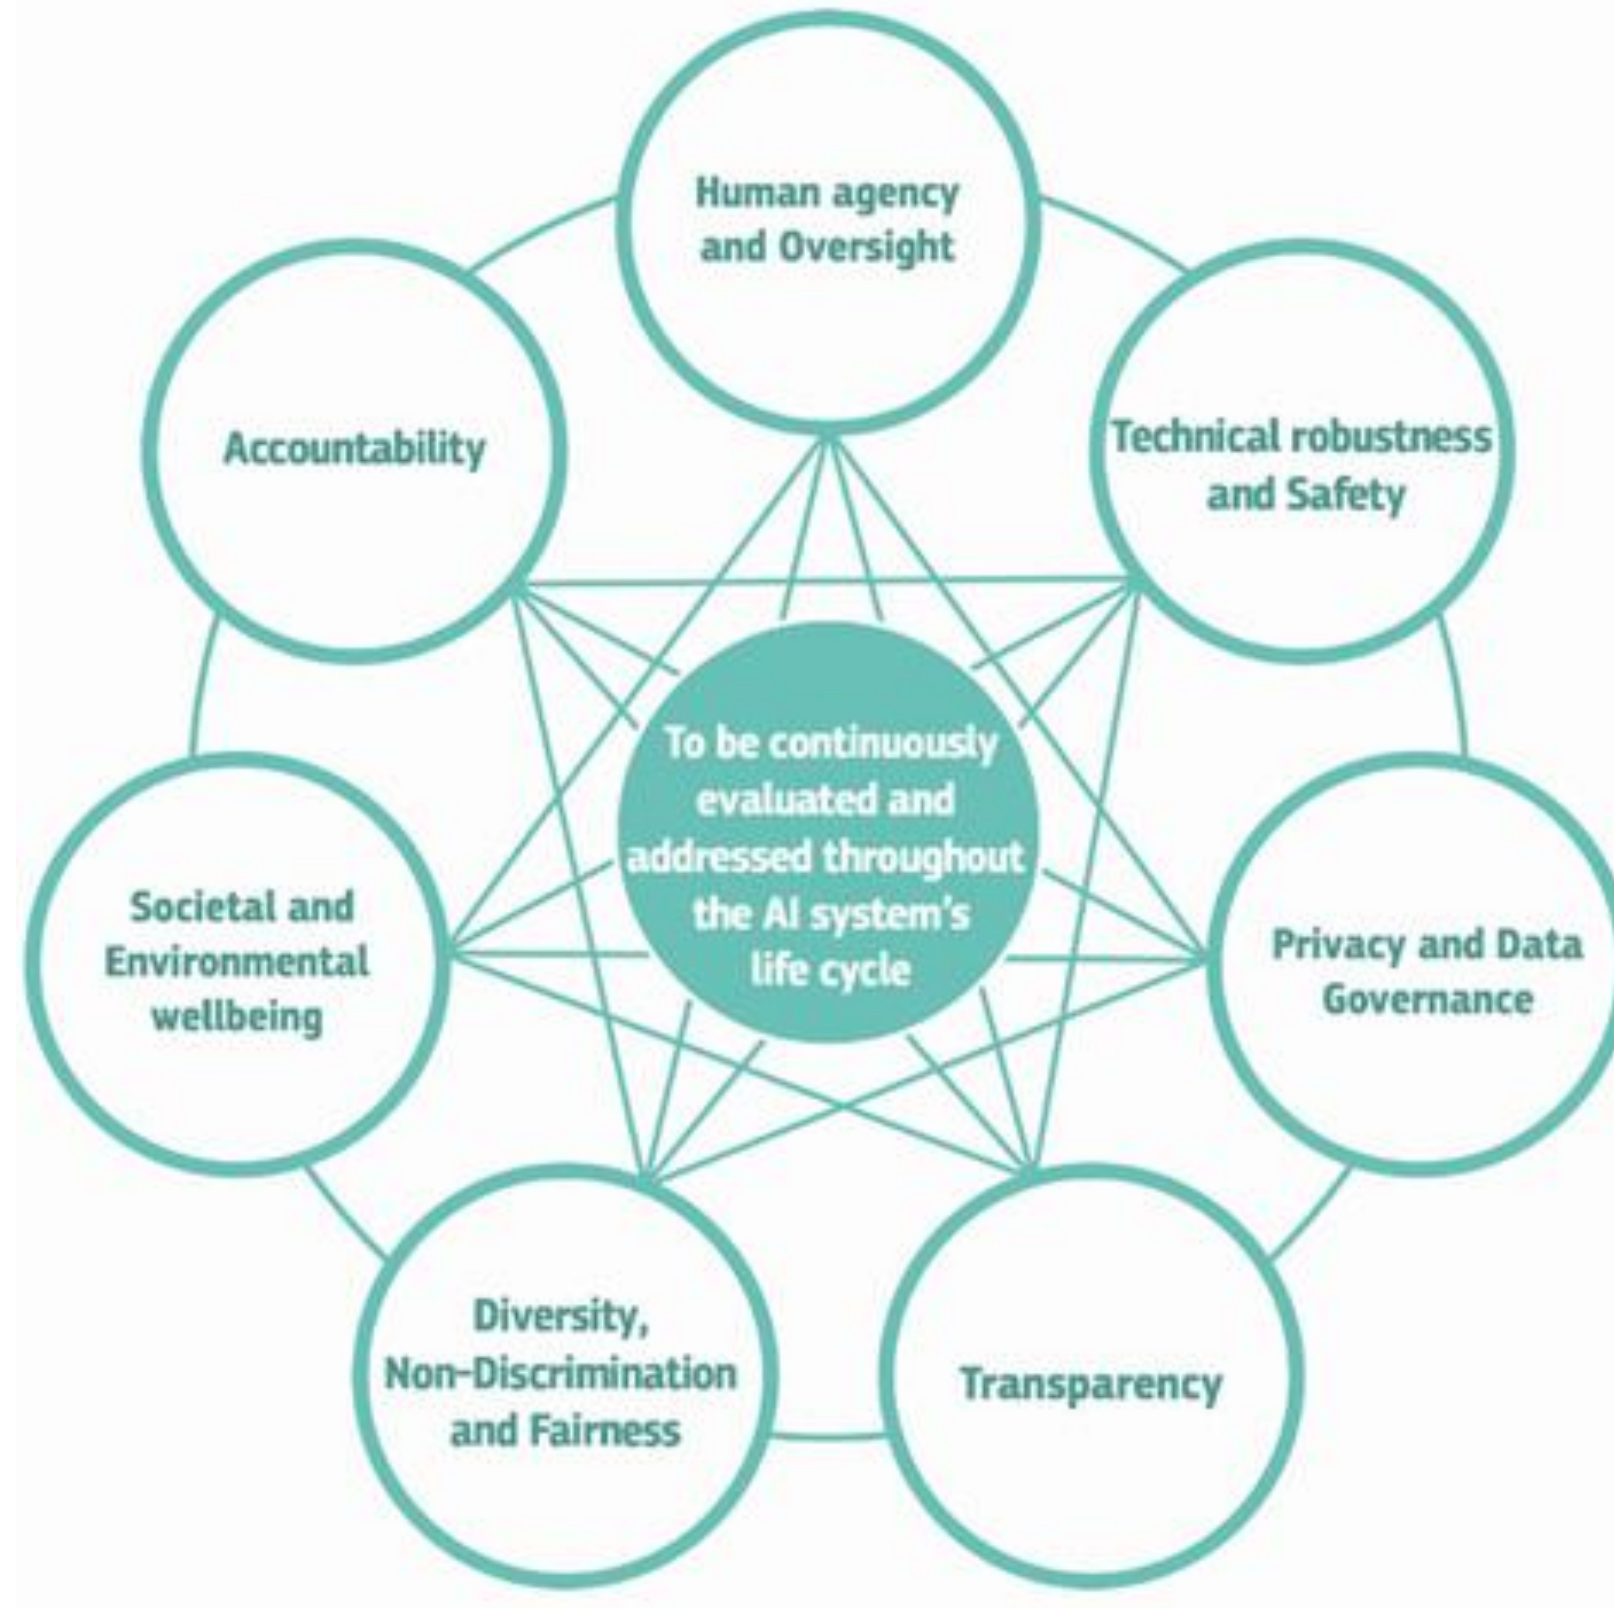 Human agency
and Oversight
Technical robustness
and Safety
Privacy and Data
Governance
Transparency
Diversity,
Non-Discrimination
and Fairness
Societal and
Environmental
wellbeing
Accountability
To be continuously
evaluated and
addressed throughout
the AI system's
life cycle